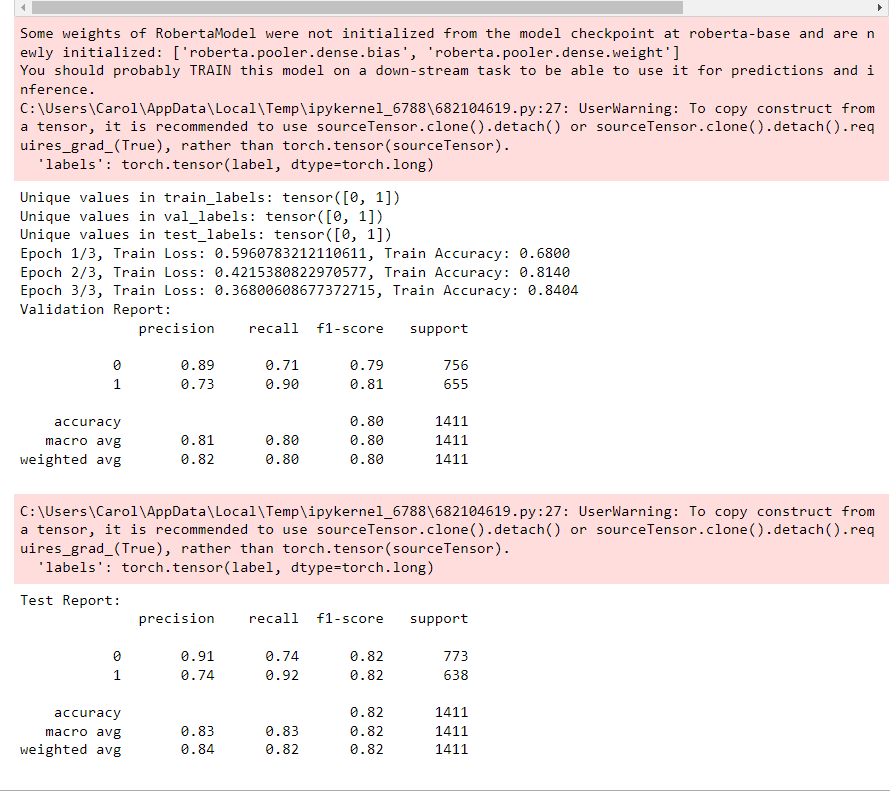 Some weights of RobertaModel were not initialized from the model checkpoint at roberta-base and are n
ewly initialized: ['roberta.pooler.dense.bias', 'roberta.pooler.dense.weight']
You should probably TRAIN this model on a down-stream task to be able to use it for predictions and i
nference.
C:\Users\Carol\AppData\Local\Temp\ipykernel_6788\682104619.py:27: UserWarning: To copy construct from
a tensor, it is recommended to use sourceTensor.clone().detach() or sourceTensor.clone().detach().req
uires_grad_(True), rather than torch.tensor(sourceTensor).
  'labels': torch.tensor(label, dtype=torch.long)
Unique values in train_labels: tensor([0, 1])
Unique values in val_labels: tensor([0, 1])
Unique values in test_labels: tensor([0, 1])
Epoch 1/3, Train Loss: 0.5960783212110611, Train Accuracy: 0.6800
Epoch 2/3, Train Loss: 0.4215380822970577, Train Accuracy: 0.8140
Epoch 3/3, Train Loss: 0.36800608677372715, Train Accuracy: 0.8404
Validation Report:
              precision    recall  f1-score   support
           0       0.89      0.71      0.79       756
           1       0.73      0.90      0.81       655
    accuracy                           0.80      1411
   macro avg       0.81      0.80      0.80      1411
weighted avg       0.82      0.80      0.80      1411
C:\Users\Carol\AppData\Local\Temp\ipykernel_6788\682104619.py:27: UserWarning: To copy construct from
a tensor, it is recommended to use sourceTensor.clone().detach() or sourceTensor.clone().detach().req
uires_grad_(True), rather than torch.tensor(sourceTensor).
  'labels': torch.tensor(label, dtype=torch.long)
Test Report:
              precision    recall  f1-score   support
           0       0.91      0.74      0.82       773
           1       0.74      0.92      0.82       638
    accuracy                           0.82      1411
   macro avg       0.83      0.83      0.82      1411
weighted avg       0.84      0.82      0.82      1411